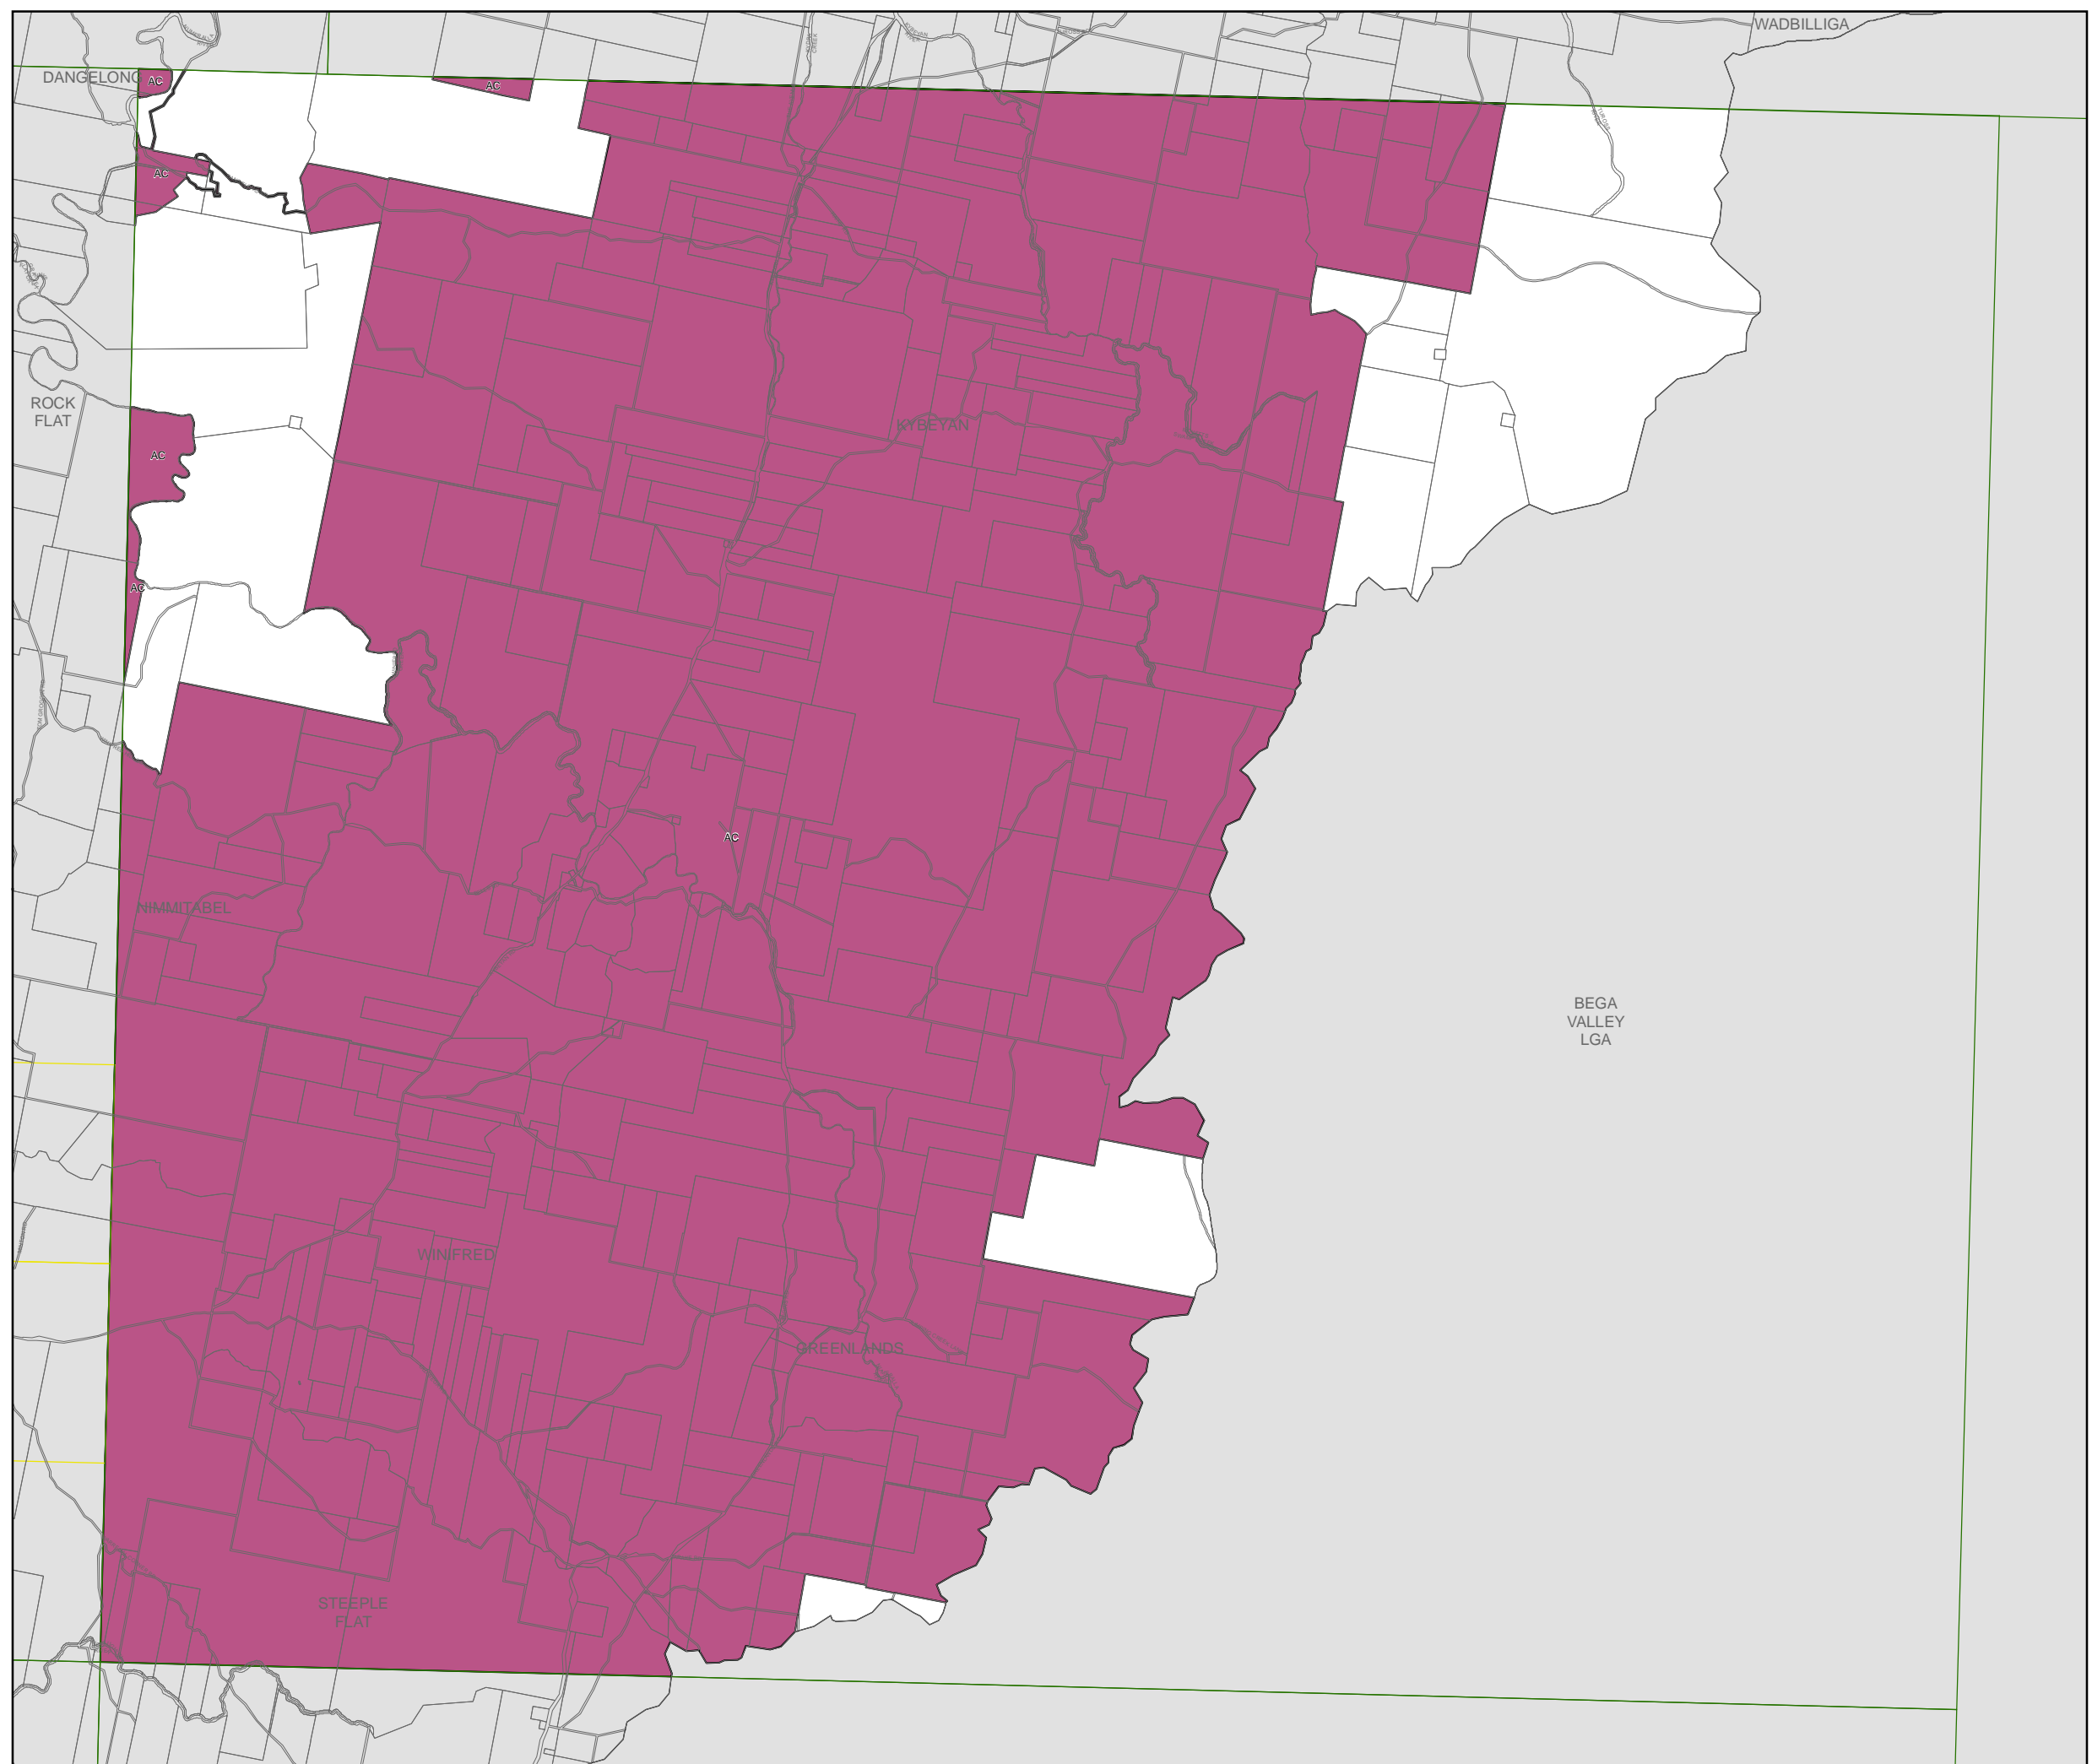 WADBILLIGA
DANGELONG
AC
AC
AC
ROCK
FLAT
KYBEYAN
AC
AC
AC
NIMMITABEL
BEGA
VALLEY
LGA
WINIFRED
GREENLANDS
STEEPLE
FLAT